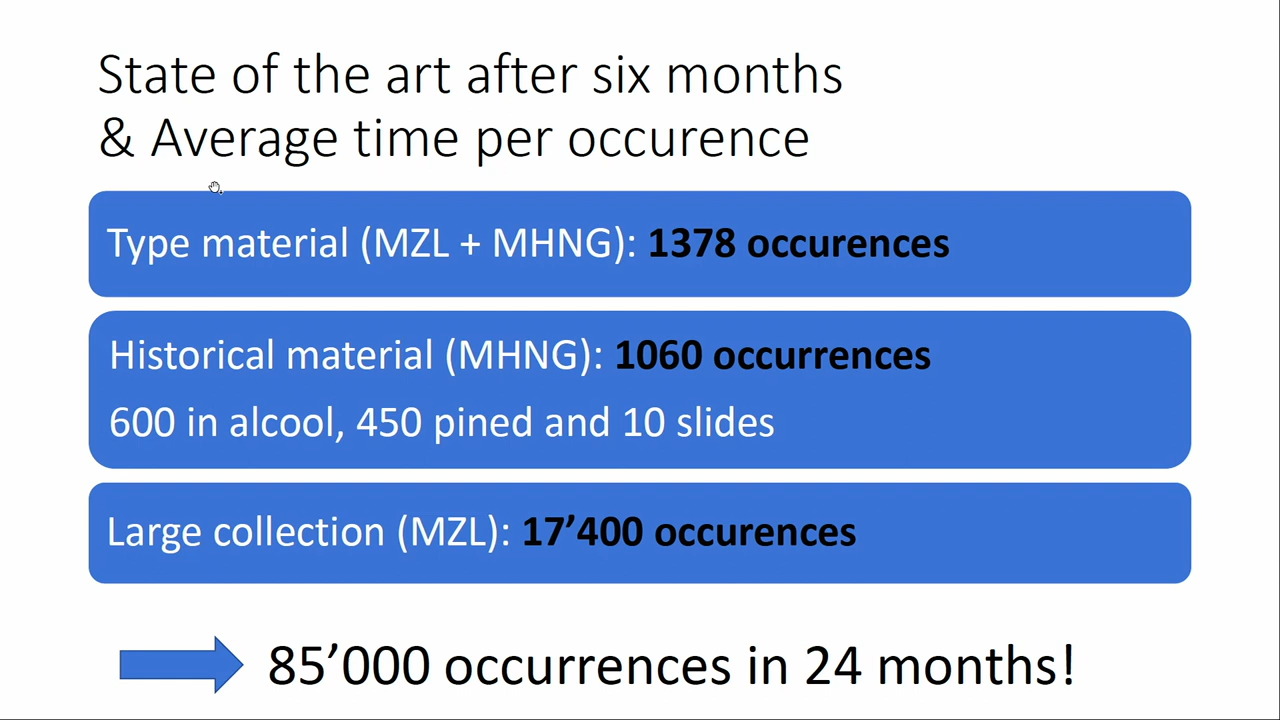 State of the art after six months
& Average time per occurence
Type material (MZL + MHNG): 1378 occurences
Historical material (MHNG): 1060 occurrences
600 in alcool, 450 pined and 10 slides
Large collection (MZL): 17’400 occurences
85’000 occurrences in 24 months!